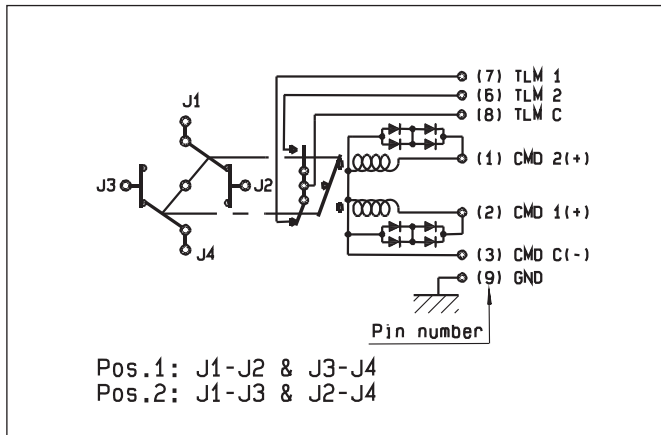 (7) TLM 1
(6) TLM 2
(8) TLM C
J1
(1) CMD 2(+)
J3
J2
(2) CMD 1(+)
J4
(3) CMD C(-)
(9) GND
Pin number
Pos.1: J1-J2 & J3-J4
Pos.2: J1-J3 & J2-J4